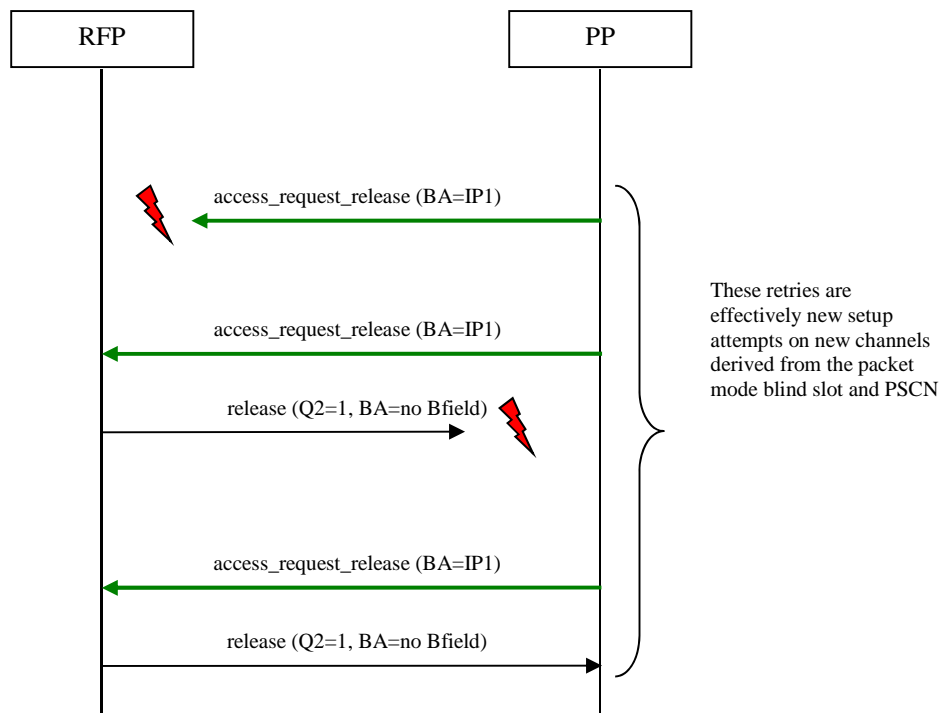 RFP
PP
access_request_release (BA=IP1)
These retries are
effectively new setup
attempts on new channels
derived from the packet
mode blind slot and PSCN
access_request_release (BA=IP1)
release (Q2=1, BA=no Bfield)
access_request_release (BA=IP1)
release (Q2=1, BA=no Bfield)